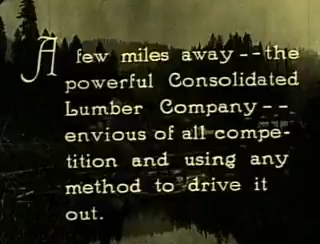 A few miles away--the
powerful Consolidated
Lumber Company--
envious of all compe-
tition and using any
method to drive it
out.